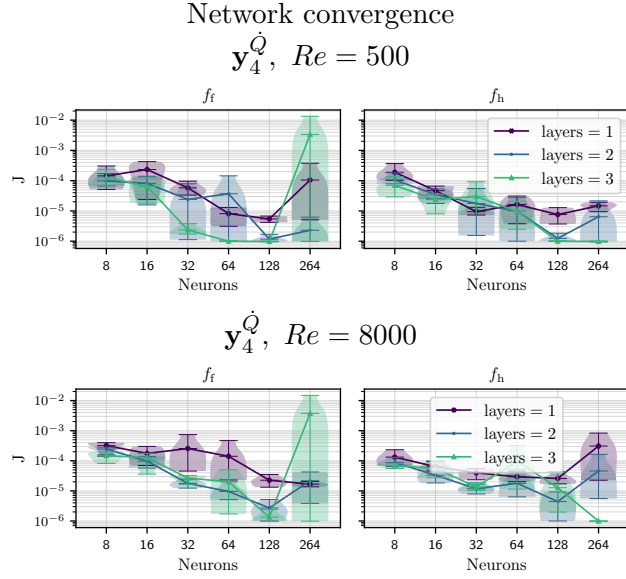 Network convergence
y₄^Q̇, Re = 500
f_f
f_h
J
10⁻²
10⁻³
10⁻⁴
10⁻⁵
10⁻⁶
8 16 32 64 128 264
Neurons
layers = 1
layers = 2
layers = 3
8 16 32 64 128 264
Neurons
y₄^Q̇, Re = 8000
f_f
f_h
J
10⁻²
10⁻³
10⁻⁴
10⁻⁵
10⁻⁶
8 16 32 64 128 264
Neurons
layers = 1
layers = 2
layers = 3
8 16 32 64 128 264
Neurons